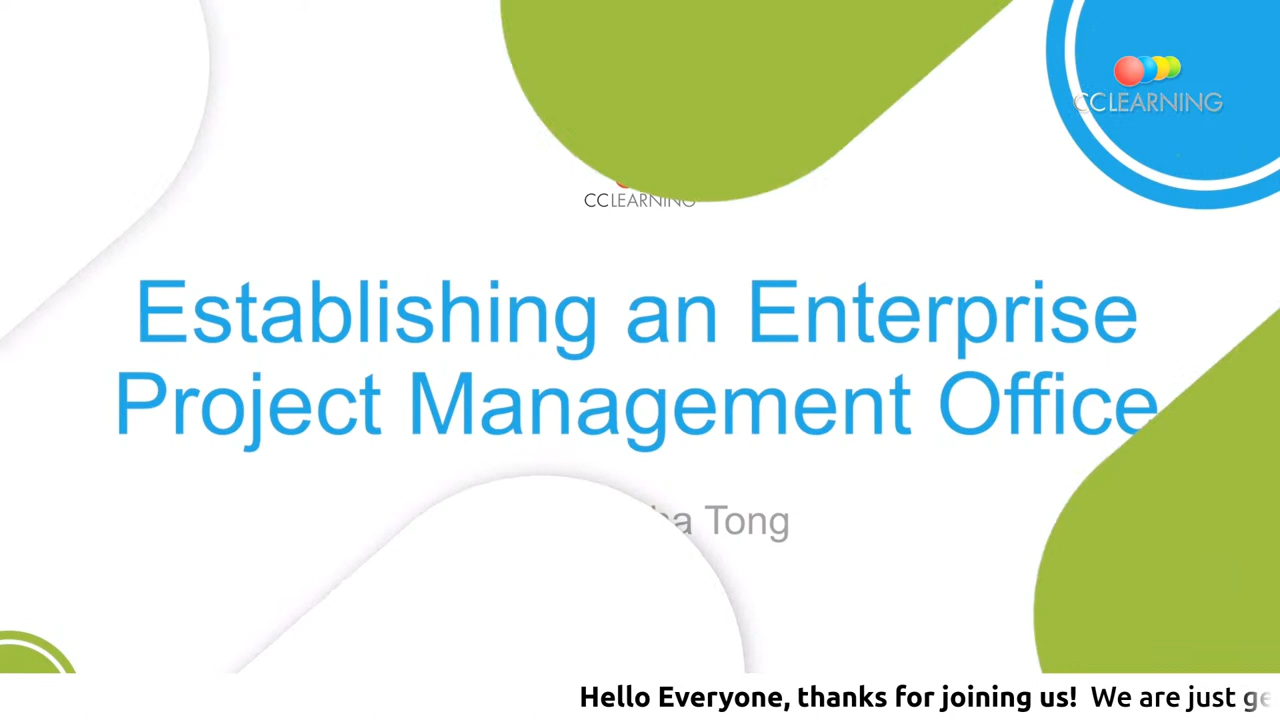 CCLEARNING
CCLEARNING
Establishing an Enterprise
Project Management Office
Tong
Hello Everyone, thanks for joining us! We are just